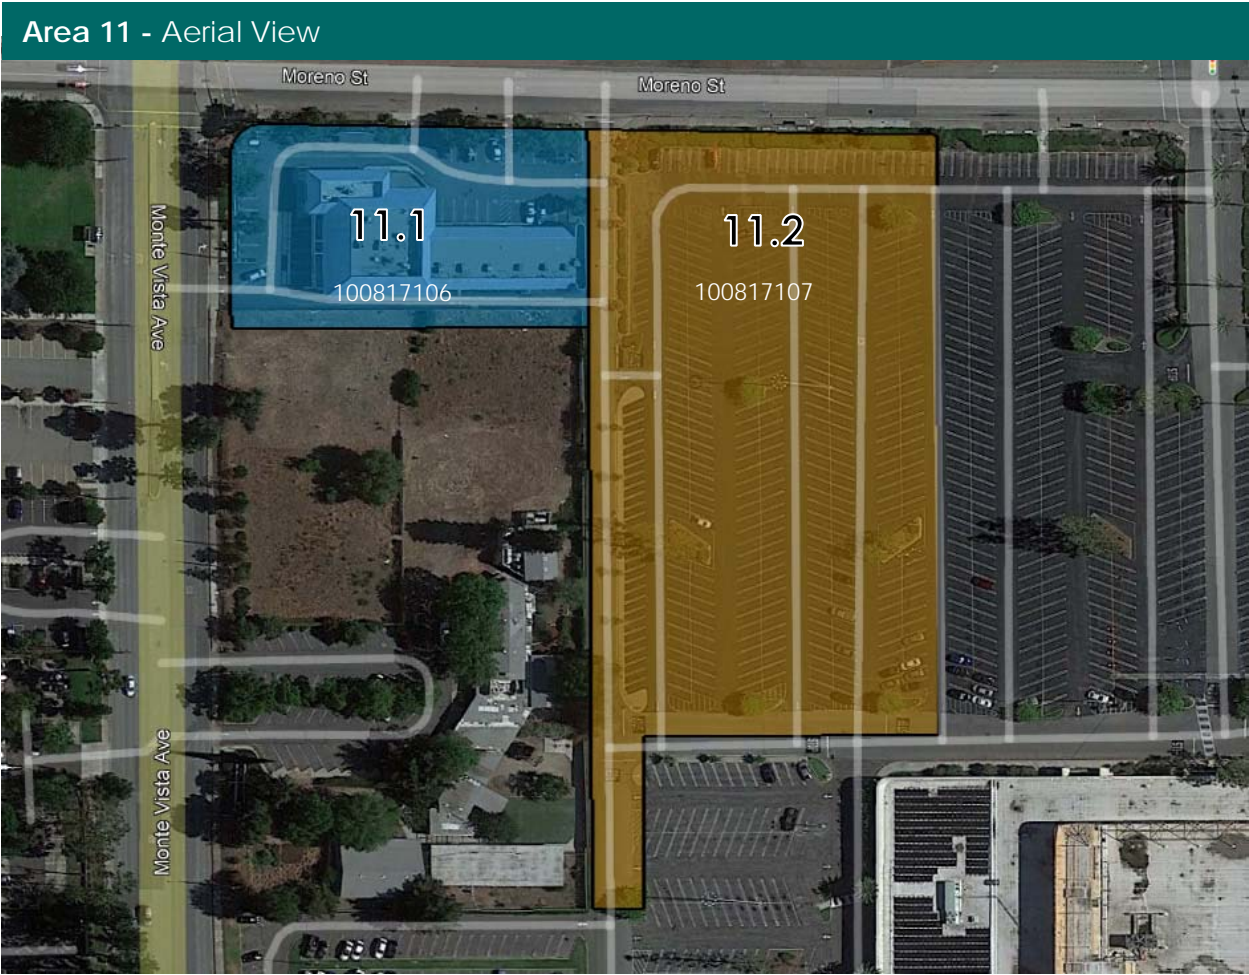 Area 11 - Aerial View
Moreno St
Moreno St
Monte Vista Ave
11.1
100817106
11.2
100817107
Monte Vista Ave